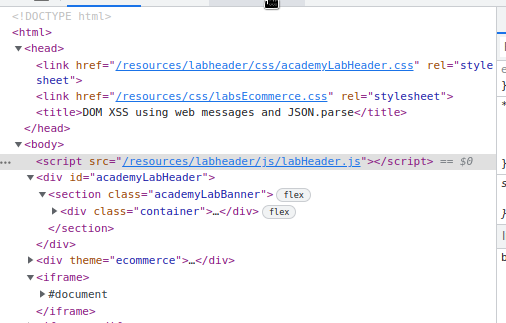 <!DOCTYPE html>
<html>
<head>
<link href="/resources/labheader/css/academyLabHeader.css" rel="style
sheet">
<link href="/resources/css/labsEcommerce.css" rel="stylesheet">
<title>DOM XSS using web messages and JSON.parse</title>
</head>
<body>
<script src="/resources/labheader/js/labHeader.js"></script> == $0
<div id="academyLabHeader">
<section class="academyLabBanner"> flex
<div class="container">…</div> flex
</section>
</div>
<div theme="ecommerce">…</div>
<iframe>
#document
</iframe>